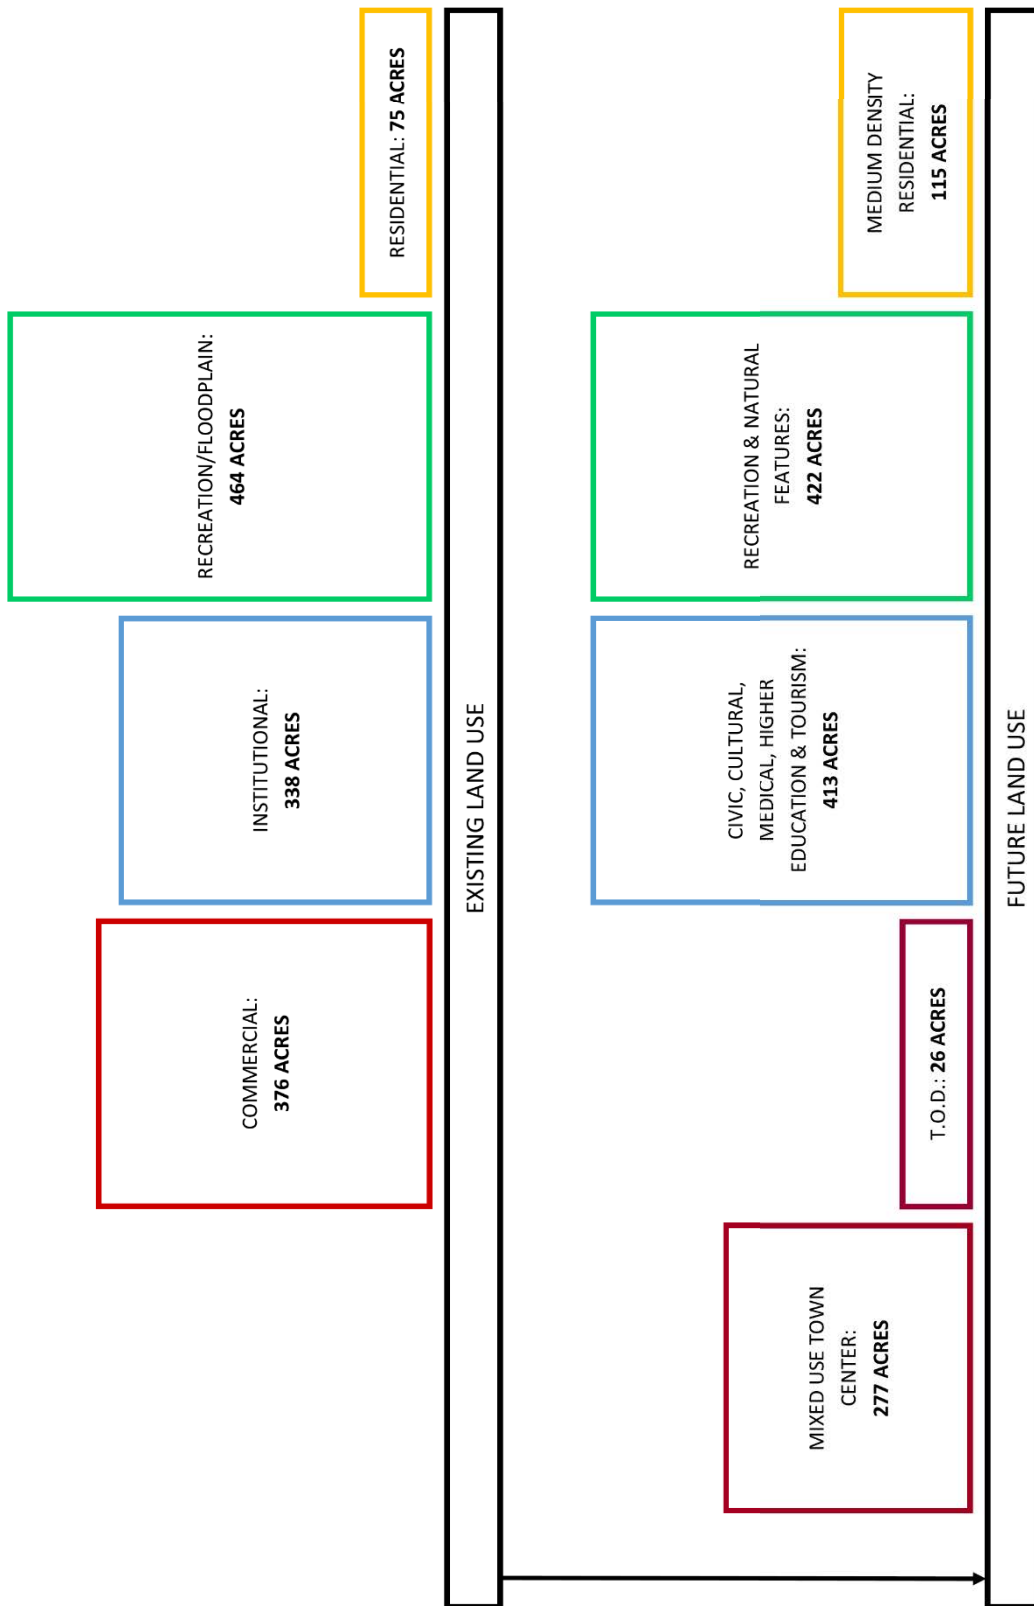 COMMERCIAL:
376 ACRES
INSTITUTIONAL:
338 ACRES
RECREATION/FLOODPLAIN:
464 ACRES
RESIDENTIAL: 75 ACRES
EXISTING LAND USE
MIXED USE TOWN
CENTER:
277 ACRES
T.O.D.: 26 ACRES
CIVIC, CULTURAL,
MEDICAL, HIGHER
EDUCATION & TOURISM:
413 ACRES
RECREATION & NATURAL
FEATURES:
422 ACRES
MEDIUM DENSITY
RESIDENTIAL:
115 ACRES
FUTURE LAND USE